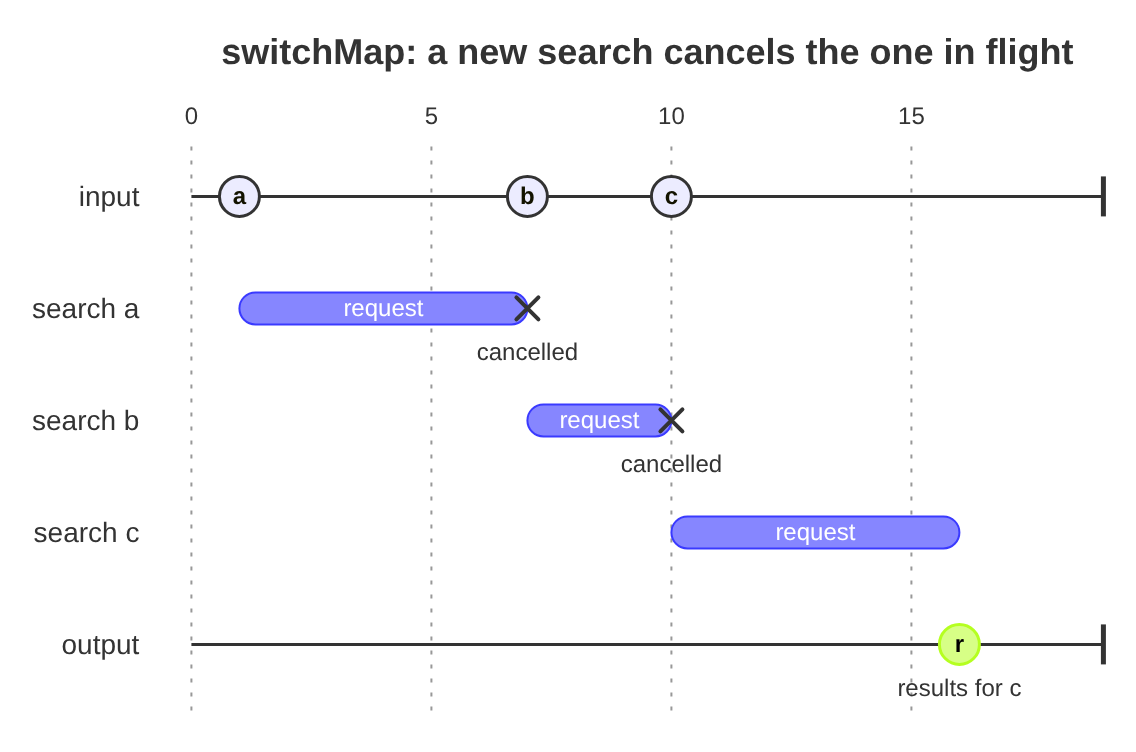 switchMap: a new search cancels the one in flight
0 5 10 15
input a b c
search a request
cancelled
search b request
cancelled
search c request
output r
results for c